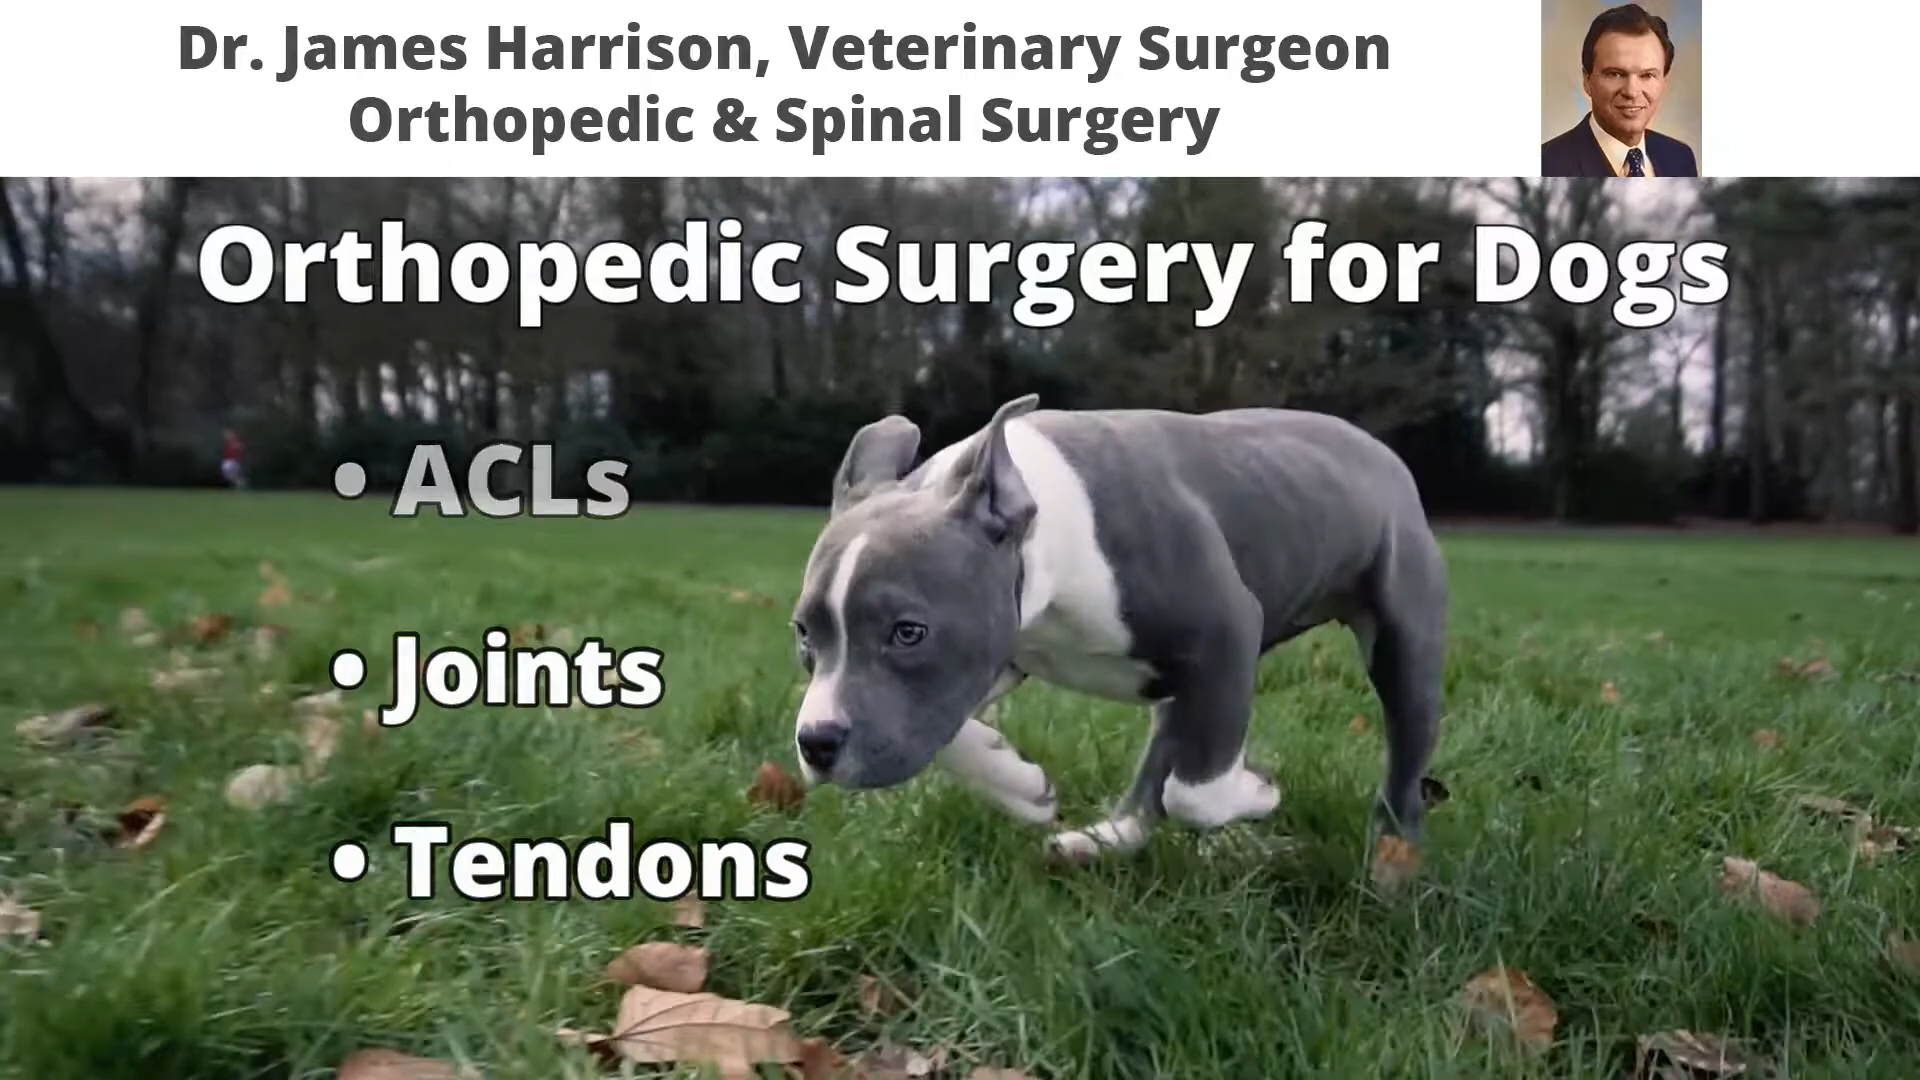 Dr. James Harrison, Veterinary Surgeon
Orthopedic & Spinal Surgery
Orthopedic Surgery for Dogs
• ACLs
• Joints
• Tendons